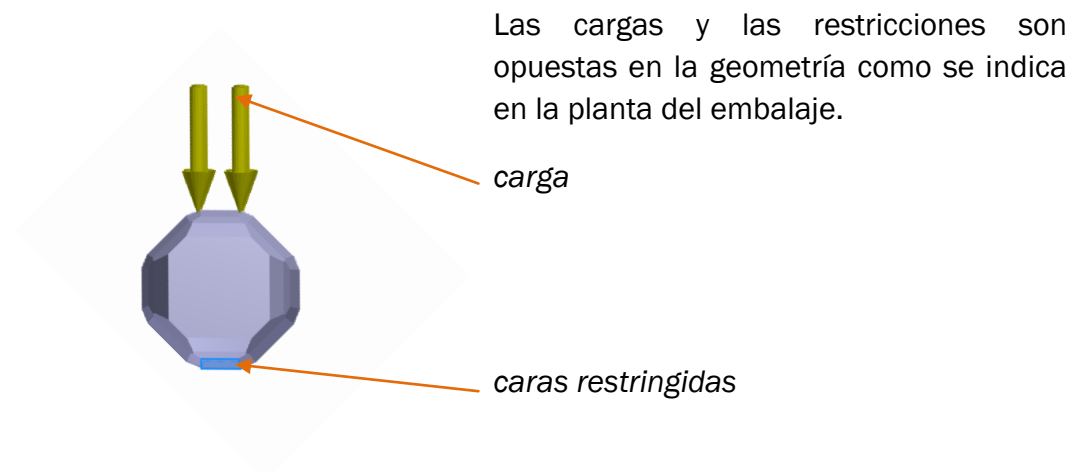 Las cargas y las restricciones son
opuestas en la geometría como se indica
en la planta del embalaje.
carga
caras restringidas